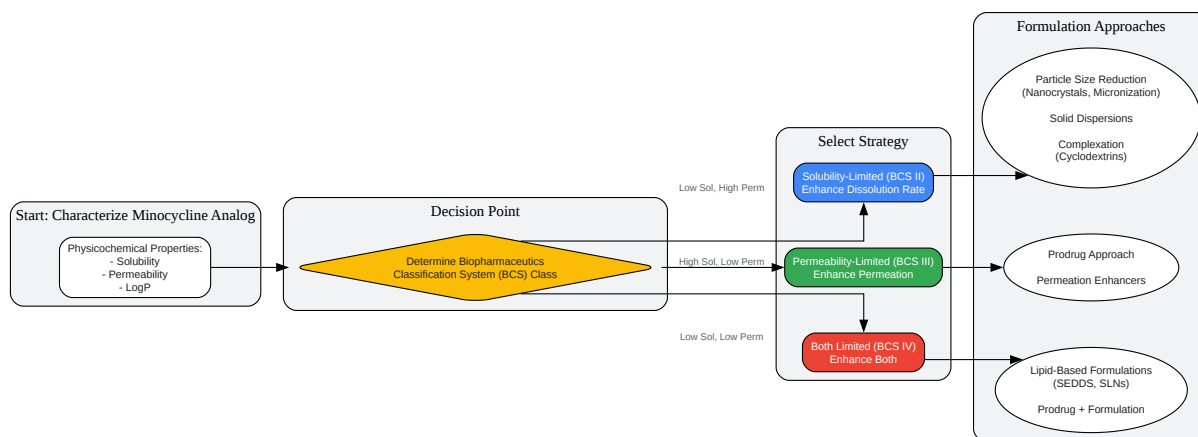 Start: Characterize Minocycline Analog
Physicochemical Properties:
- Solubility
- Permeability
- LogP
Decision Point
Determine Biopharmaceutics
Classification System (BCS) Class
Low Sol, High Perm
High Sol, Low Perm
Low Sol, Low Perm
Select Strategy
Solubility-Limited (BCS II)
Enhance Dissolution Rate
Permeability-Limited (BCS III)
Enhance Permeation
Both Limited (BCS IV)
Enhance Both
Formulation Approaches
Particle Size Reduction
(Nanocrystals, Micronization)
Solid Dispersions
Complexation
(Cyclodextrins)
Prodrug Approach
Permeation Enhancers
Lipid-Based Formulations
(SEDDS, SLNs)
Prodrug + Formulation